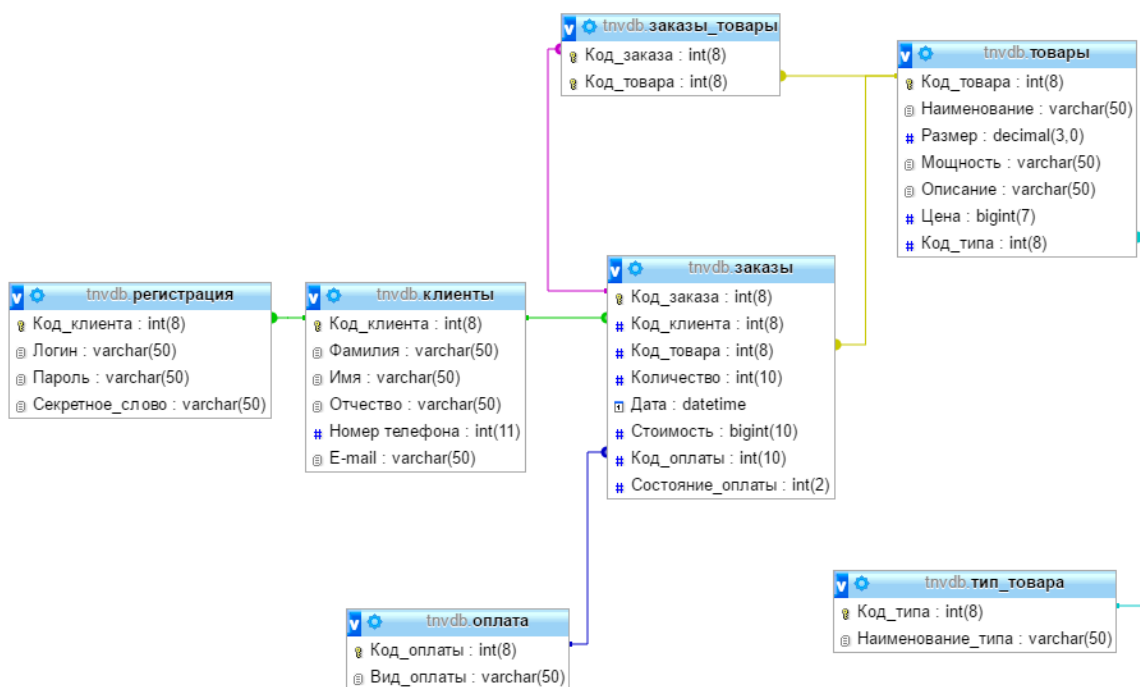 tnvdb.заказы_товары
Код_заказа : int(8)
Код_товара : int(8)
tnvdb.товары
Код_товара : int(8)
Наименование : varchar(50)
Размер : decimal(3,0)
Мощность : varchar(50)
Описание : varchar(50)
Цена : bigint(7)
Код_типа : int(8)
tnvdb.регистрация
Код_клиента : int(8)
Логин : varchar(50)
Пароль : varchar(50)
Секретное_слово : varchar(50)
tnvdb.клиенты
Код_клиента : int(8)
Фамилия : varchar(50)
Имя : varchar(50)
Отчество : varchar(50)
Номер телефона : int(11)
E-mail : varchar(50)
tnvdb.заказы
Код_заказа : int(8)
Код_клиента : int(8)
Код_товара : int(8)
Количество : int(10)
Дата : datetime
Стоимость : bigint(10)
Код_оплаты : int(10)
Состояние_оплаты : int(2)
tnvdb.оплата
Код_оплаты : int(8)
Вид_оплаты : varchar(50)
tnvdb.тип_товара
Код_типа : int(8)
Наименование_типа : varchar(50)